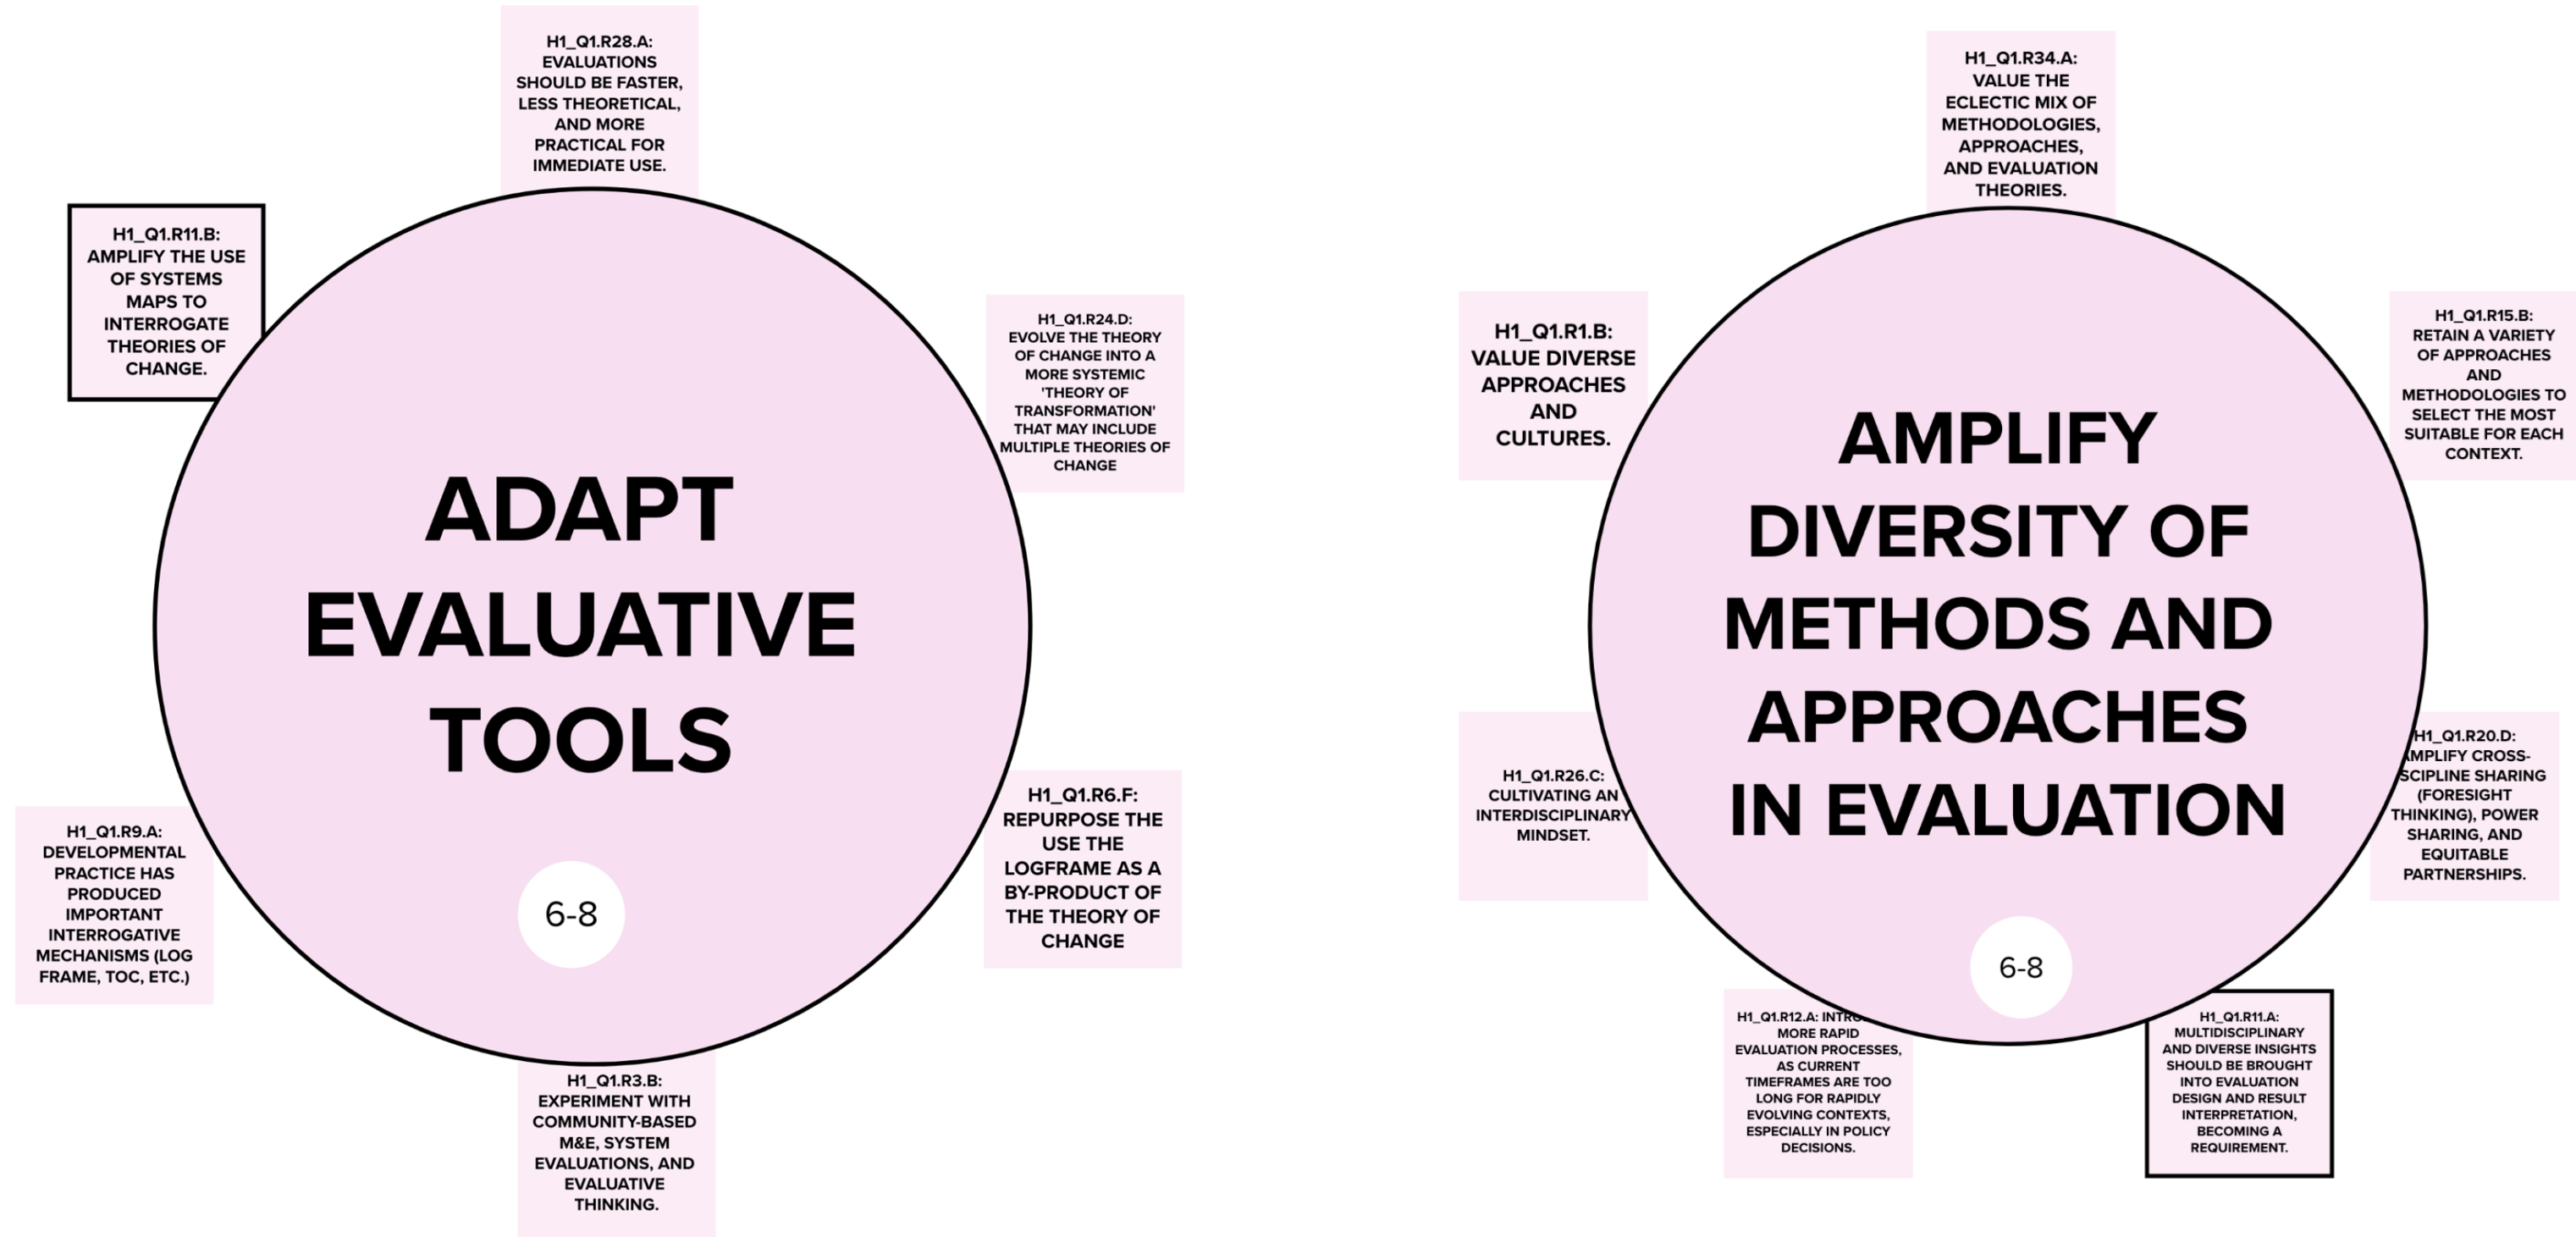 H1_Q1.R28.A:
EVALUATIONS
SHOULD BE FASTER,
LESS THEORETICAL,
AND MORE
PRACTICAL FOR
IMMEDIATE USE.
H1_Q1.R11.B:
AMPLIFY THE USE
OF SYSTEMS
MAPS TO
INTERROGATE
THEORIES OF
CHANGE.
H1_Q1.R24.D:
EVOLVE THE THEORY
OF CHANGE INTO A
MORE SYSTEMIC
'THEORY OF
TRANSFORMATION'
THAT MAY INCLUDE
MULTIPLE THEORIES OF
CHANGE
ADAPT
EVALUATIVE
TOOLS
6-8
H1_Q1.R9.A:
DEVELOPMENTAL
PRACTICE HAS
PRODUCED
IMPORTANT
INTERROGATIVE
MECHANISMS (LOG
FRAME, TOC, ETC.)
H1_Q1.R6.F:
REPURPOSE THE
USE THE
LOGFRAME AS A
BY-PRODUCT OF
THE THEORY OF
CHANGE
H1_Q1.R3.B:
EXPERIMENT WITH
COMMUNITY-BASED
M&E, SYSTEM
EVALUATIONS, AND
EVALUATIVE
THINKING.
H1_Q1.R34.A:
VALUE THE
ECLECTIC MIX OF
METHODOLOGIES,
APPROACHES,
AND EVALUATION
THEORIES.
H1_Q1.R1.B:
VALUE DIVERSE
APPROACHES
AND
CULTURES.
H1_Q1.R15.B:
RETAIN A VARIETY
OF APPROACHES
AND
METHODOLOGIES TO
SELECT THE MOST
SUITABLE FOR EACH
CONTEXT.
AMPLIFY
DIVERSITY OF
METHODS AND
APPROACHES
IN EVALUATION
6-8
H1_Q1.R26.C:
CULTIVATING AN
INTERDISCIPLINARY
MINDSET.
H1_Q1.R20.D:
AMPLIFY CROSS-
SCIPLINE SHARING
(FORESIGHT
THINKING), POWER
SHARING, AND
EQUITABLE
PARTNERSHIPS.
H1_Q1.R12.A:
MORE RAPID
EVALUATION PROCESSES,
AS CURRENT
TIMEFRAMES ARE TOO
LONG FOR RAPIDLY
EVOLVING CONTEXTS,
ESPECIALLY IN POLICY
DECISIONS.
H1_Q1.R11.A:
MULTIDISCIPLINARY
AND DIVERSE INSIGHTS
SHOULD BE BROUGHT
INTO EVALUATION
DESIGN AND RESULT
INTERPRETATION,
BECOMING A
REQUIREMENT.